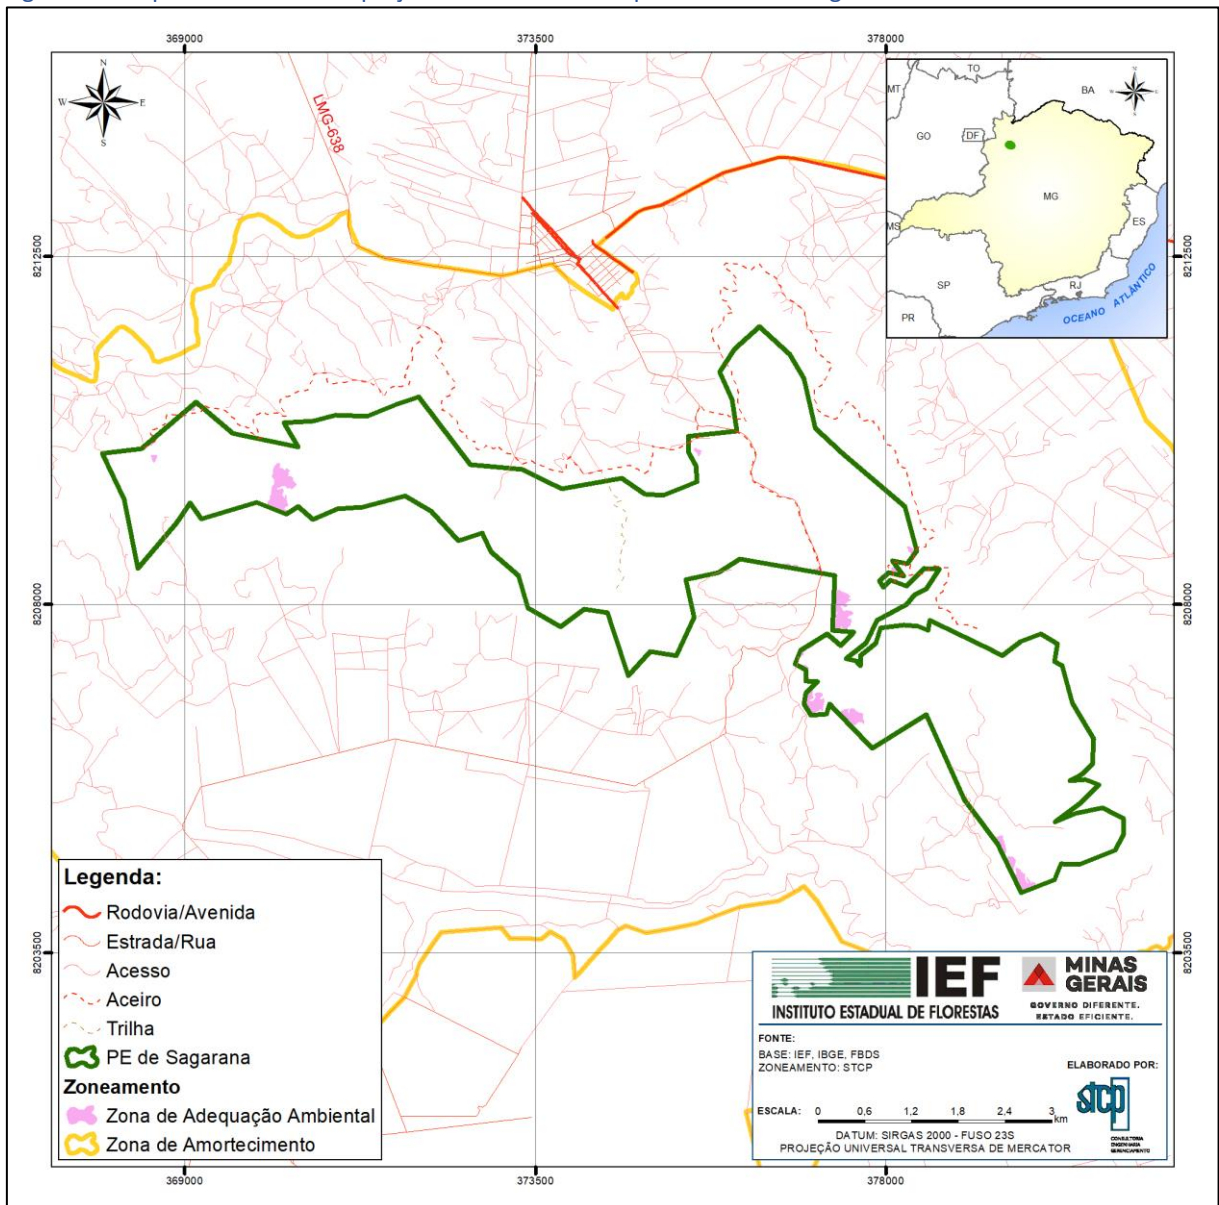 369000
373500
378000
N
W
E
S
LMG-638
TO
MT
BA
GO
DF
MG
MS
ES
SP
RJ
PR
OCEANO ATLÂNTICO
8212500
8212500
8208000
8208000
8203500
8203500
Legenda:
Rodovia/Avenida
Estrada/Rua
Acesso
Aceiro
Trilha
PE de Sagarana
Zoneamento
Zona de Adequação Ambiental
Zona de Amortecimento
IEF
INSTITUTO ESTADUAL DE FLORESTAS
MINAS
GERAIS
GOVERNO DIFERENTE.
ESTADO EFICIENTE.
FONTE:
BASE: IEF, IBGE, FBDS
ZONEAMENTO: STCP
ELABORADO POR:
stcp
CONSULTORIA
ENGENHARIA
GERENCIAMENTO
ESCALA: 0 0,6 1,2 1,8 2,4 3 km
DATUM: SIRGAS 2000 - FUSO 23S
PROJEÇÃO UNIVERSAL TRANSVERSA DE MERCATOR
369000
373500
378000